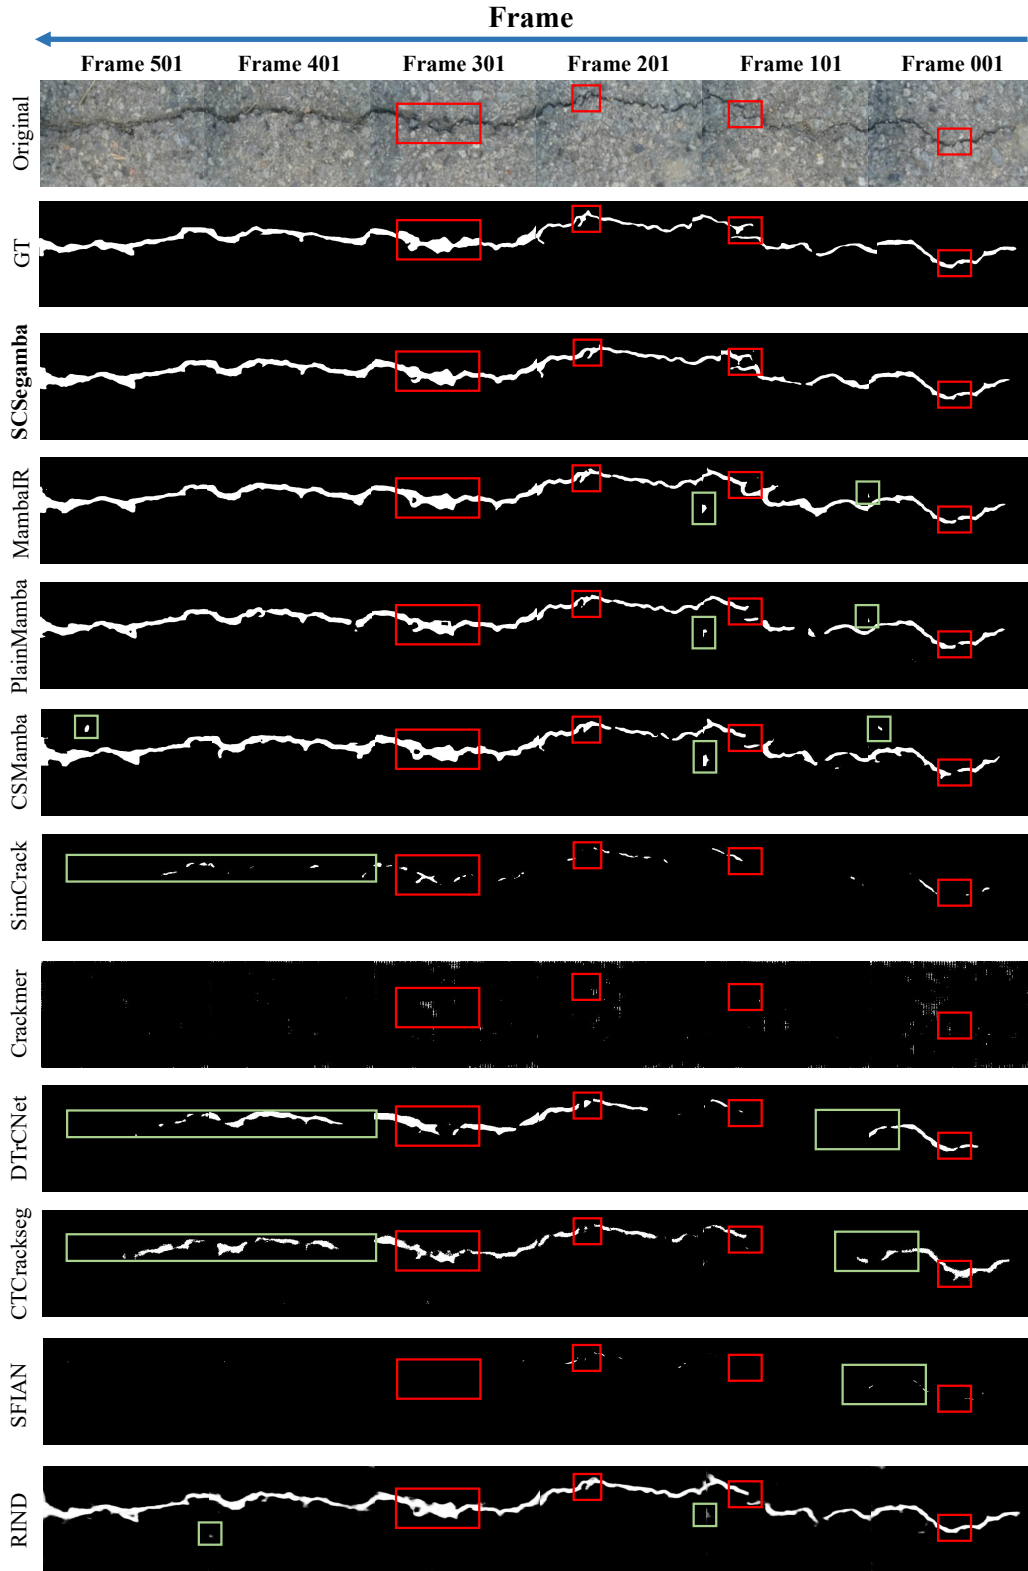 Frame
Frame 501 Frame 401 Frame 301 Frame 201 Frame 101 Frame 001
Original
GT
SCSegamba
MambaIR
PlainMamba
CSMamba
SimCrack
Crackmer
DTrCNet
CTCrackseg
SFIAN
RIND